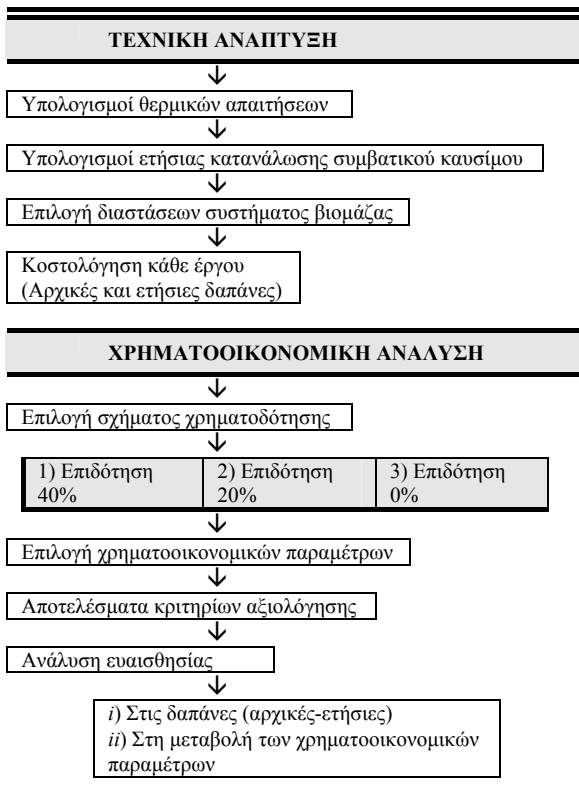 ΤΕΧΝΙΚΗ ΑΝΑΠΤΥΞΗ
Υπολογισμοί θερμικών απαιτήσεων
Υπολογισμοί ετήσιας κατανάλωσης συμβατικού καυσίμου
Επιλογή διαστάσεων συστήματος βιομάζας
Κοστολόγηση κάθε έργου
(Αρχικές και ετήσιες δαπάνες)
ΧΡΗΜΑΤΟΟΙΚΟΝΟΜΙΚΗ ΑΝΑΛΥΣΗ
Επιλογή σχήματος χρηματοδότησης
1) Επιδότηση 2) Επιδότηση 3) Επιδότηση
40% 20% 0%
Επιλογή χρηματοοικονομικών παραμέτρων
Αποτελέσματα κριτηρίων αξιολόγησης
Ανάλυση ευαισθησίας
i) Στις δαπάνες (αρχικές-ετήσιες)
ii) Στη μεταβολή των χρηματοοικονομικών
παραμέτρων